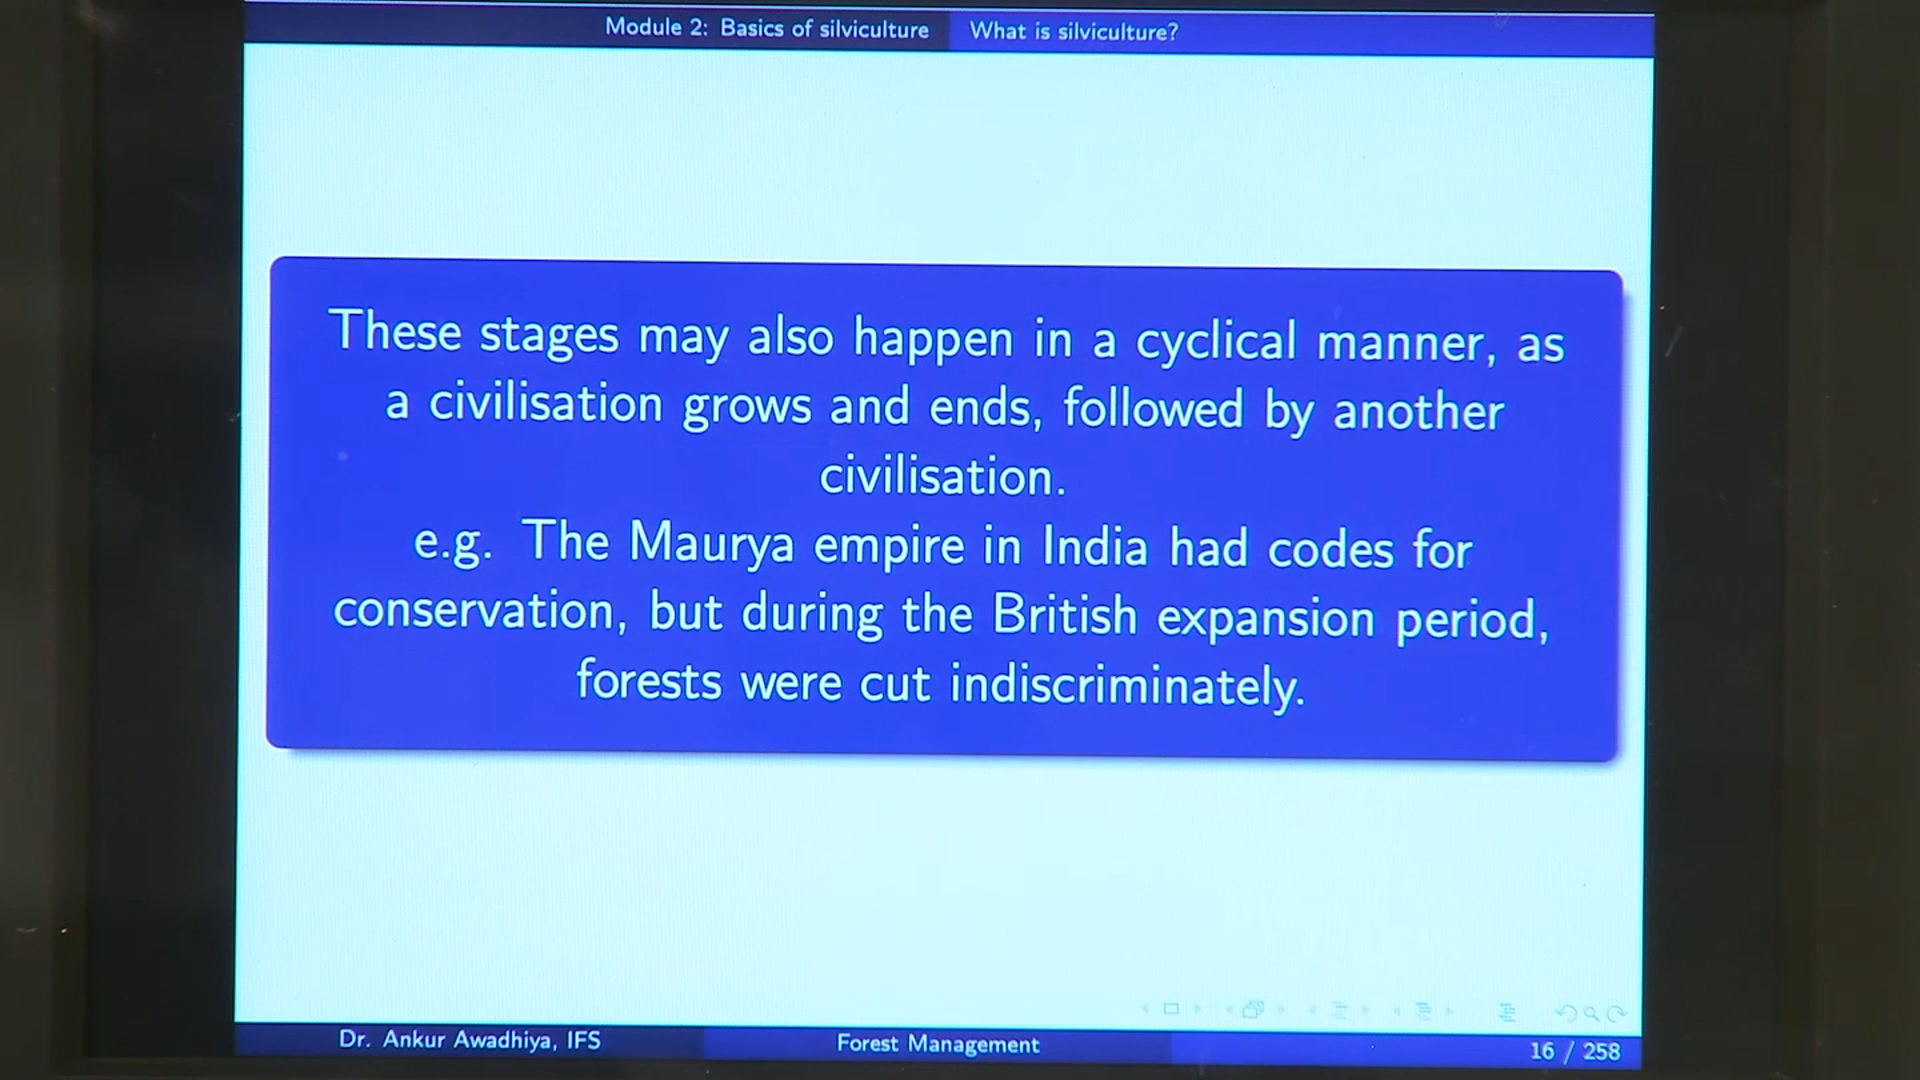 Module 2: Basics of silviculture What is silviculture?
These stages may also happen in a cyclical manner, as
a civilisation grows and ends, followed by another
civilisation.
e.g. The Maurya empire in India had codes for
conservation, but during the British expansion period,
forests were cut indiscriminately.
Dr. Ankur Awadhiya, IFS Forest Management 16 / 258